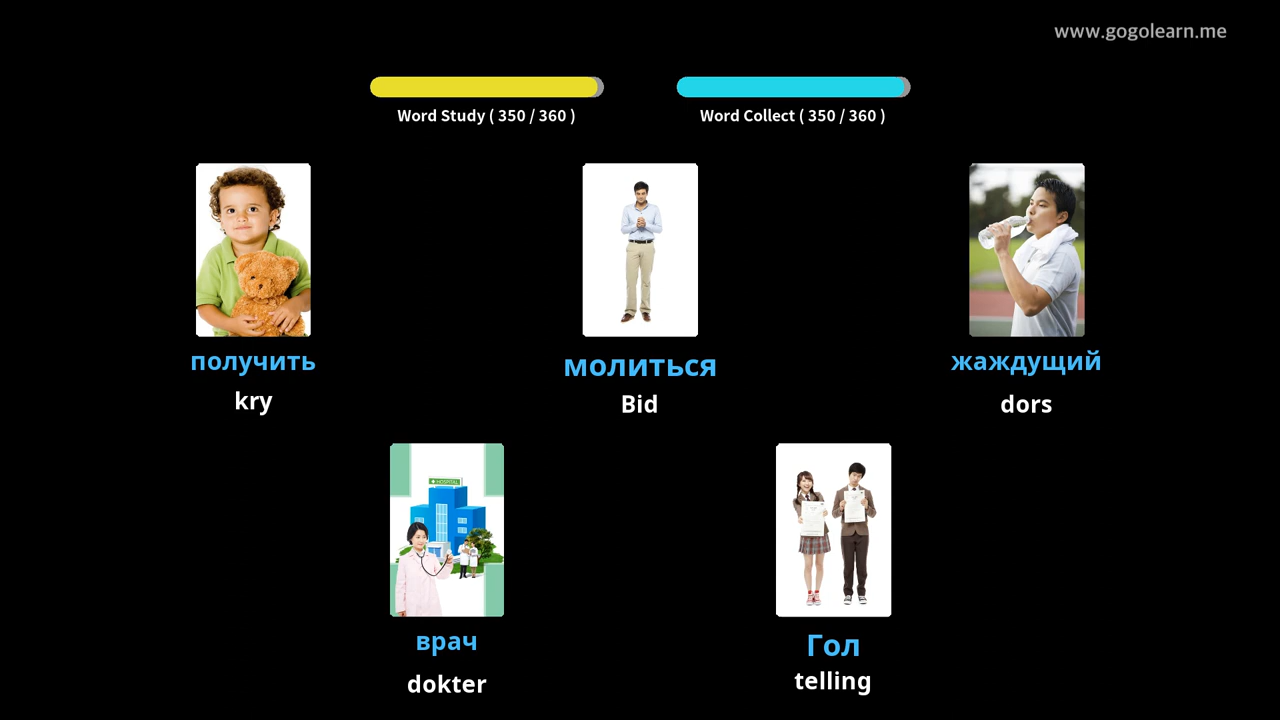 www.gogolearn.me
Word Study ( 350 / 360 )
Word Collect ( 350 / 360 )
получить
kry
молиться
Bid
жаждущий
dors
HOSPITAL
врач
dokter
Гол
telling